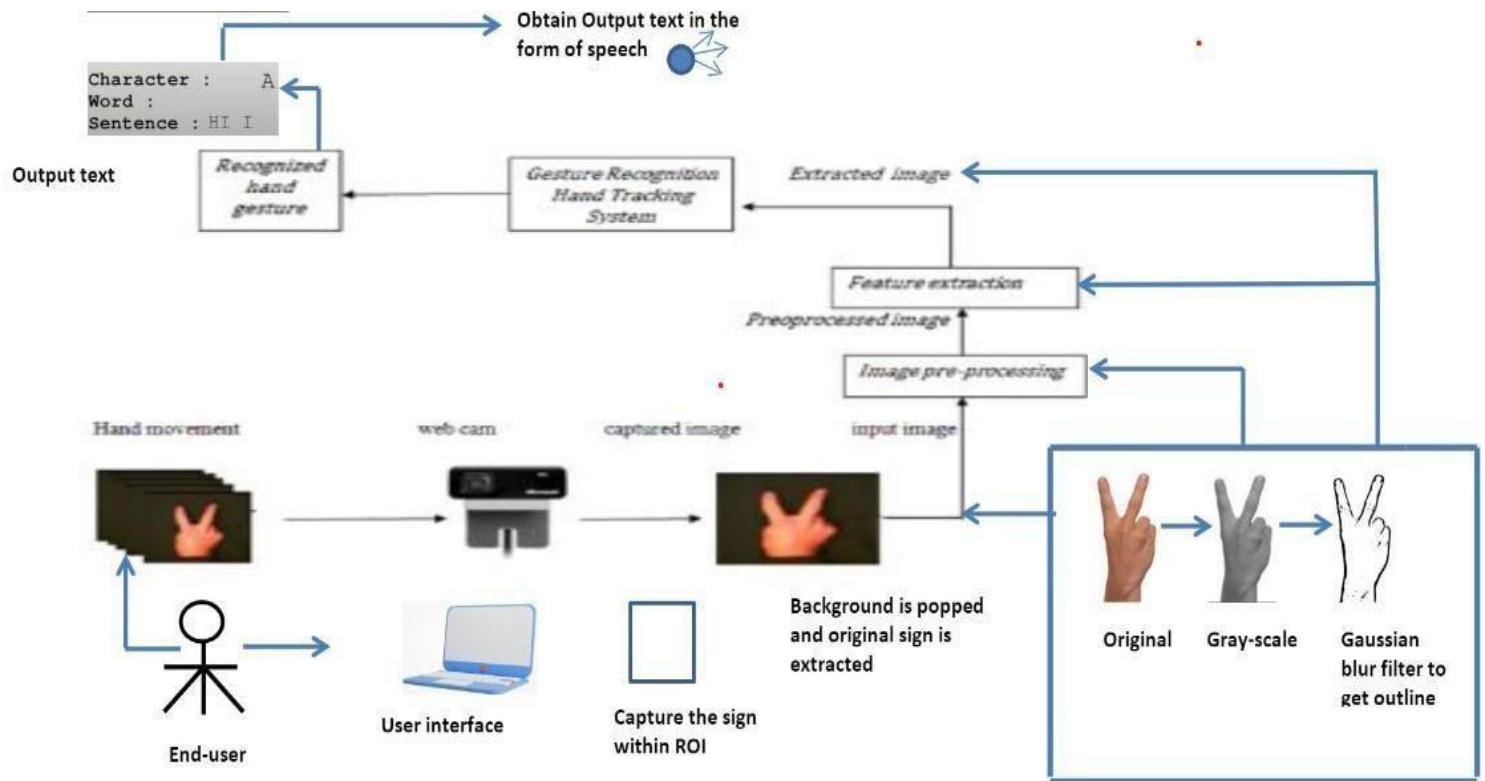 Obtain Output text in the
form of speech
Character : A
Word :
Sentence : HI I
Output text
Recognized
hand
gesture
Gesture Recognition
Hand Tracking
System
Extracted image
Feature extraction
Preoprocessed image
Image pre-processing
Hand movement
web cam
captured image
input image
Background is popped
and original sign is
extracted
Original
Gray-scale
Gaussian
blur filter to
get outline
User interface
Capture the sign
within ROI
End-user